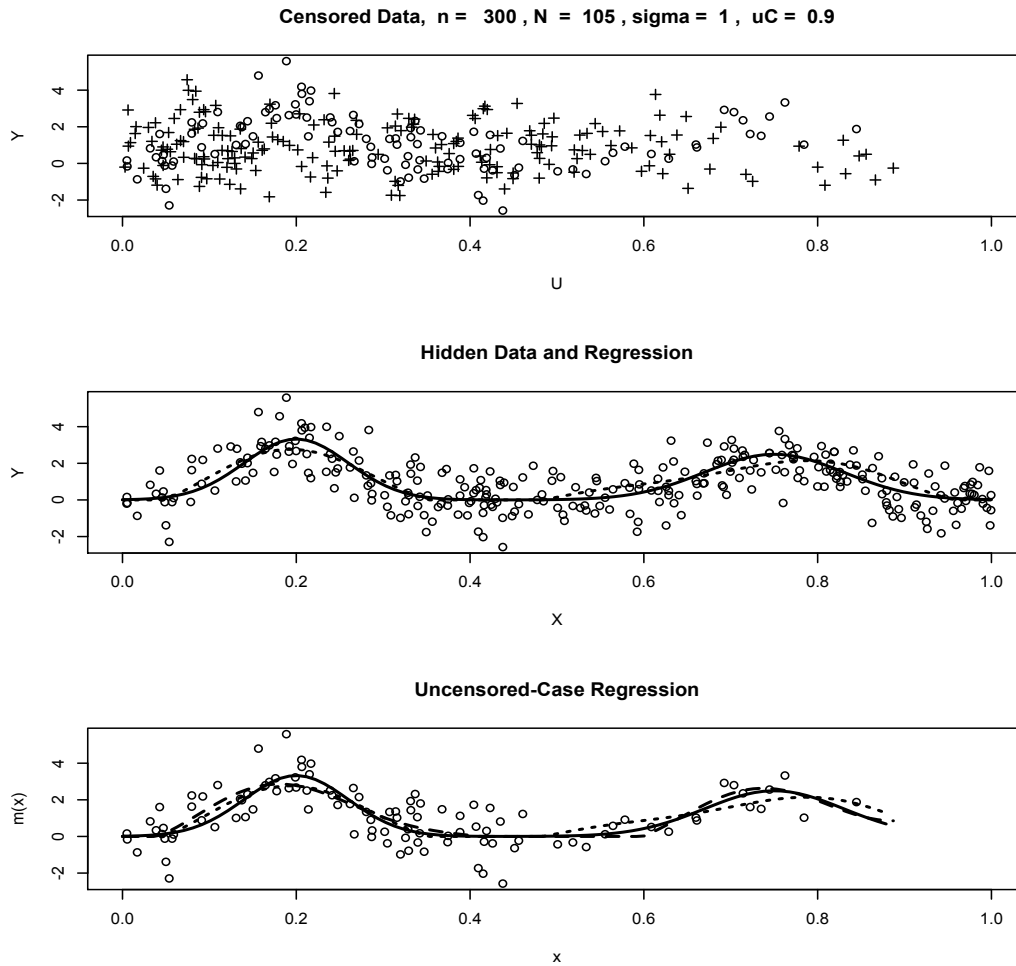 Censored Data, n = 300 , N = 105 , sigma = 1 , uC = 0.9
Y
4
2
0
-2
0.0 0.2 0.4 0.6 0.8 1.0
U
Hidden Data and Regression
Y
4
2
0
-2
0.0 0.2 0.4 0.6 0.8 1.0
X
Uncensored-Case Regression
m(x)
4
2
0
-2
0.0 0.2 0.4 0.6 0.8 1.0
x